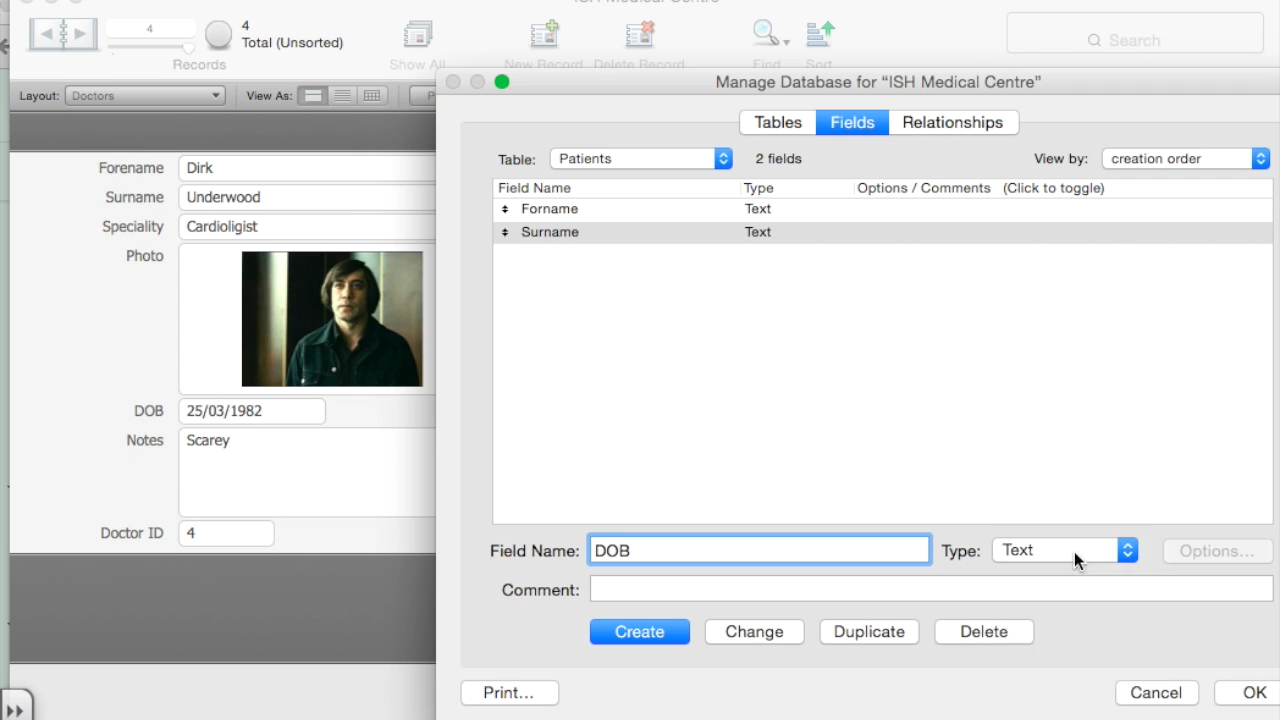 ISH Medical Centre
4
4
Total (Unsorted)
Records
Show All
New Record
Delete Record
Find
Sort
Search
Layout: Doctors
View As:
Manage Database for “ISH Medical Centre”
Tables
Fields
Relationships
Table: Patients
2 fields
View by: creation order
Field Name Type Options / Comments (Click to toggle)
Forname Text
Surname Text
Forename Dirk
Surname Underwood
Speciality Cardioligist
Photo
DOB 25/03/1982
Notes Scarey
Doctor ID 4
Field Name: DOB
Type: Text
Options...
Comment:
Create
Change
Duplicate
Delete
Print...
Cancel
OK